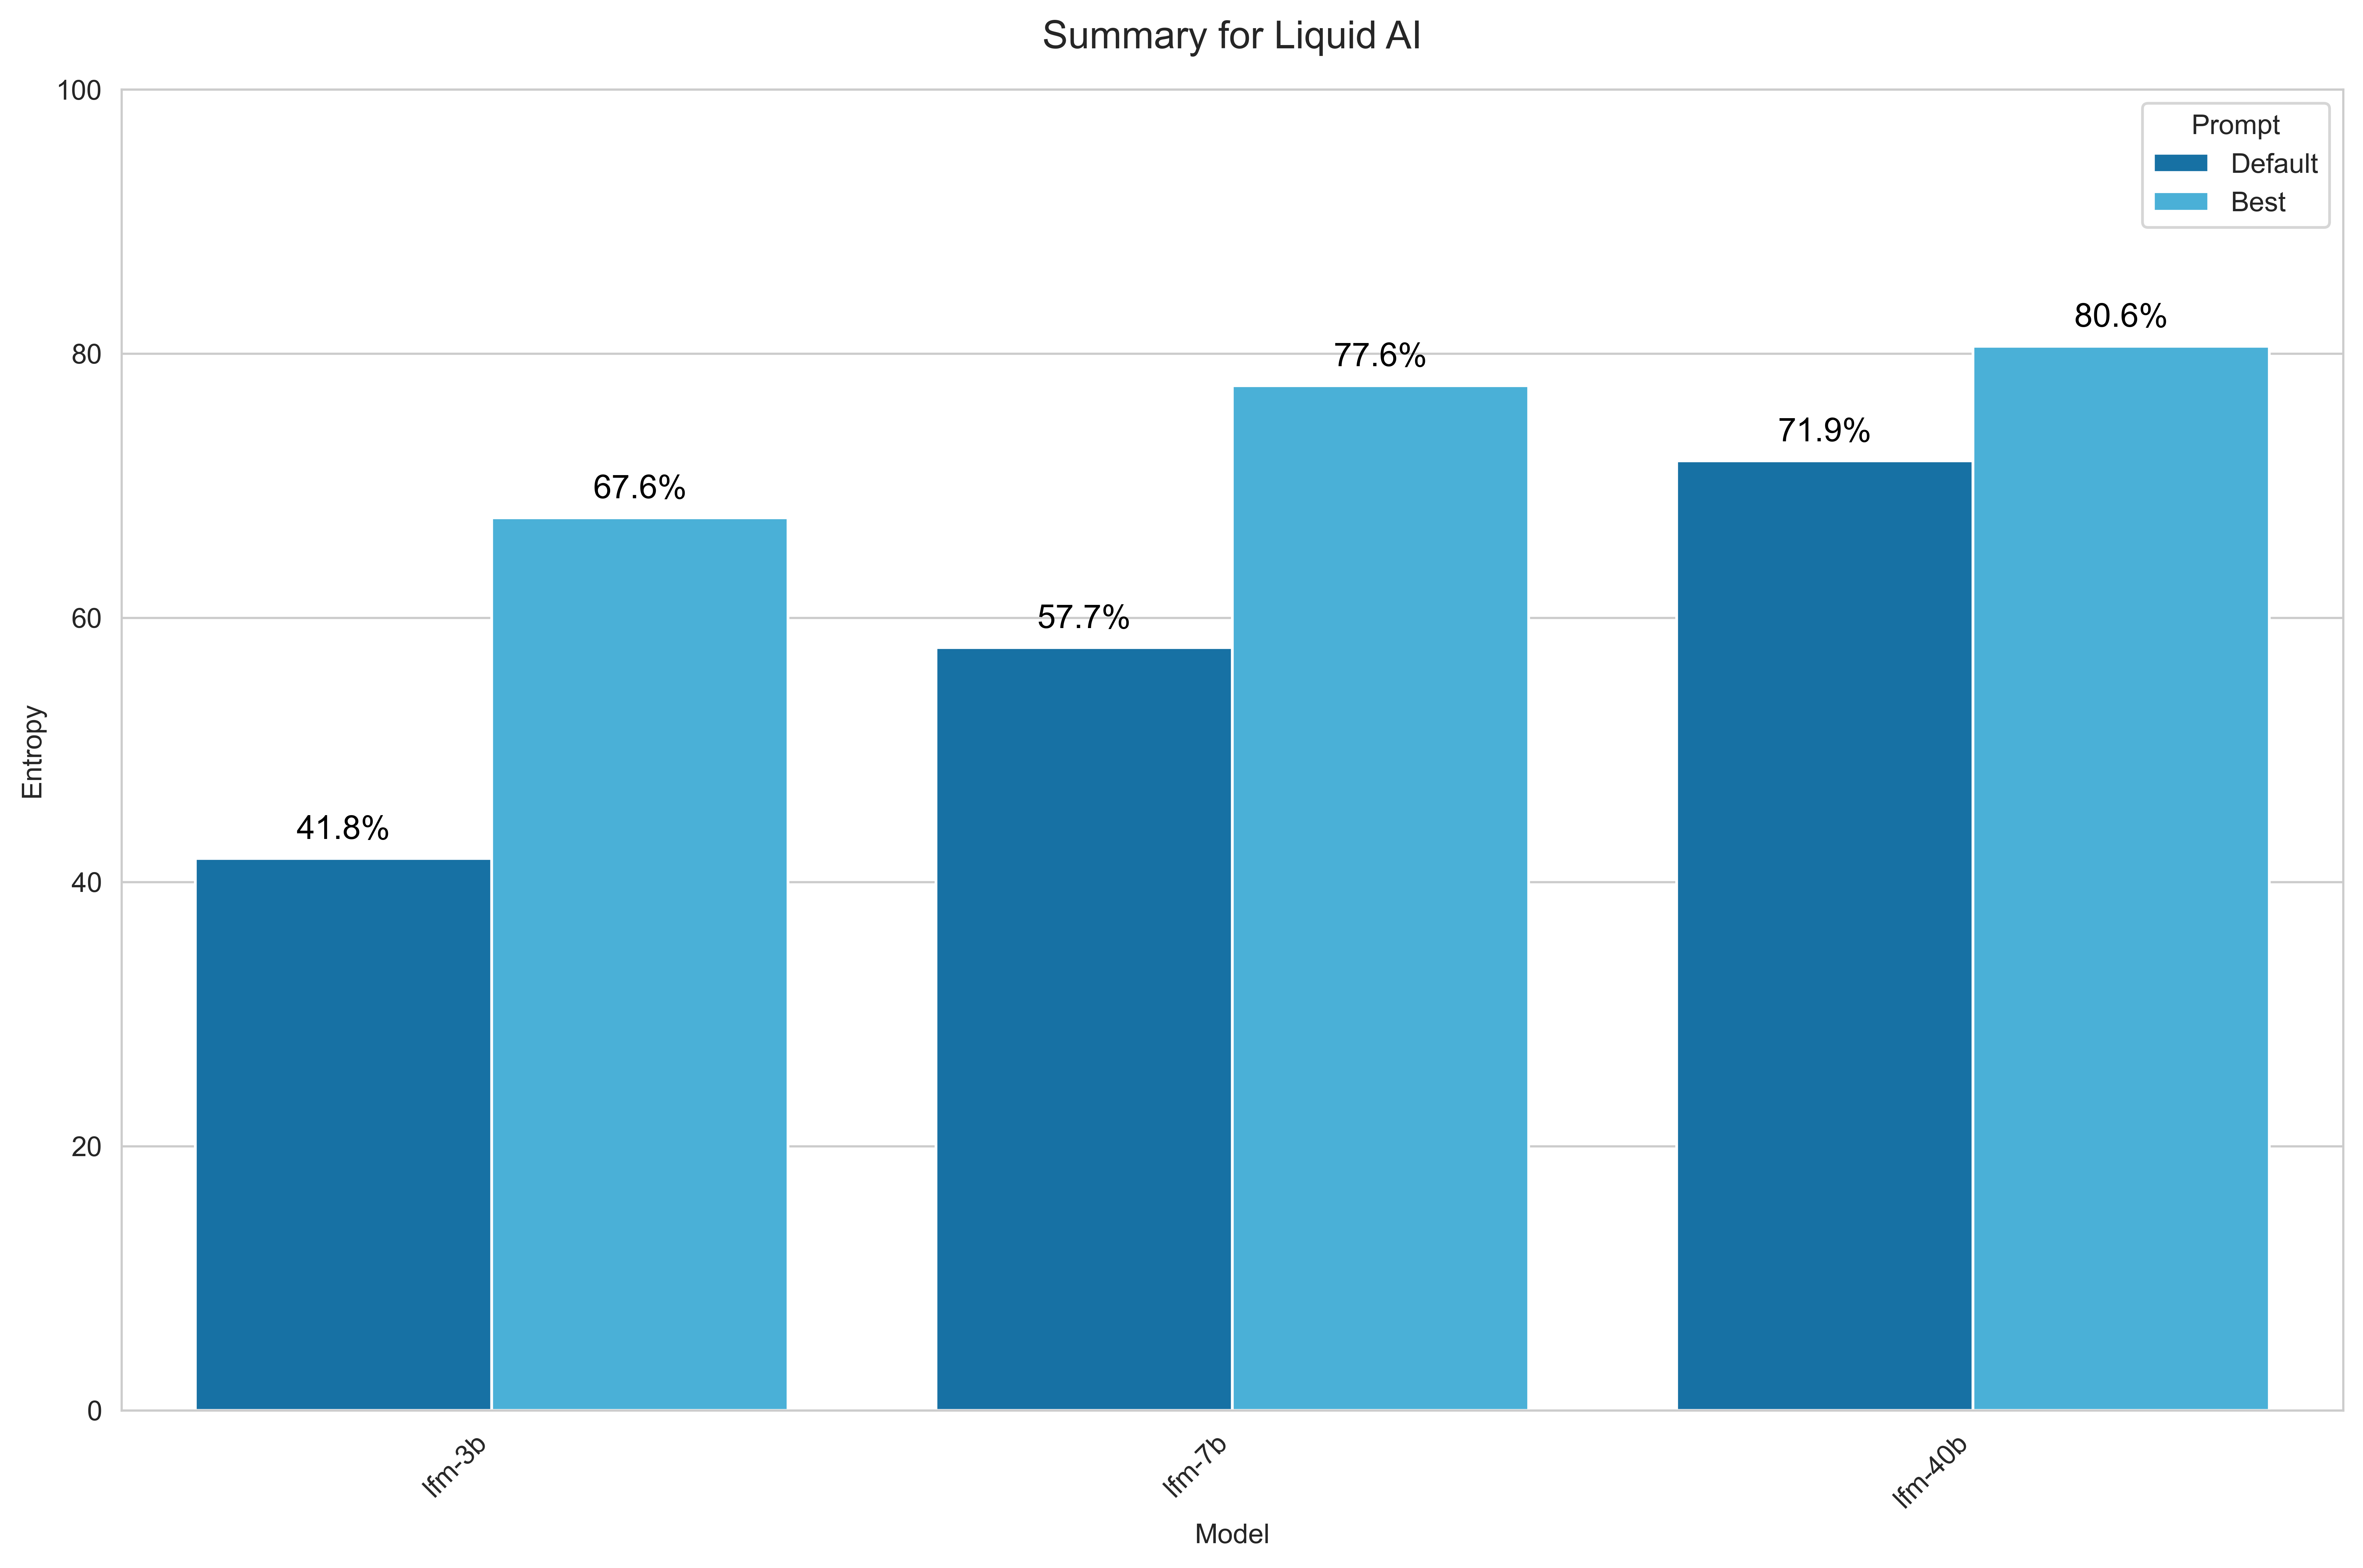 Summary for Liquid AI
100
80
60
40
20
0
Entropy
Prompt
Default
Best
41.8%
67.6%
57.7%
77.6%
71.9%
80.6%
lfm-3b
lfm-7b
lfm-40b
Model